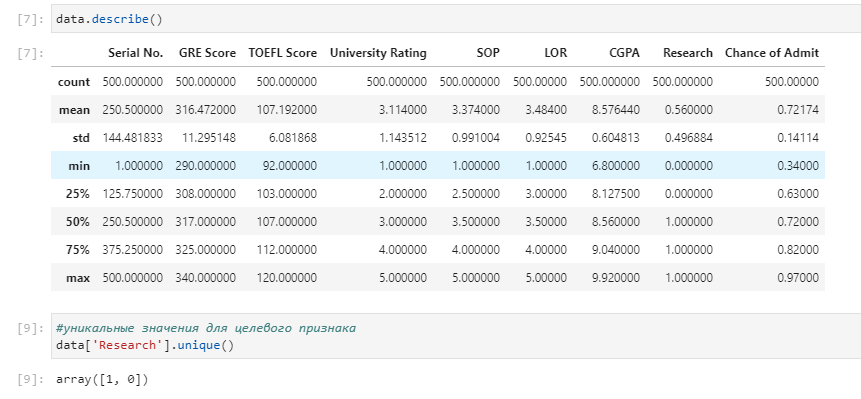 [7]: data.describe()
[7]: Serial No. GRE Score TOEFL Score University Rating SOP LOR CGPA Research Chance of Admit
count 500.000000 500.000000 500.000000 500.000000 500.000000 500.00000 500.000000 500.000000 500.00000
mean 250.500000 316.472000 107.192000 3.114000 3.374000 3.48400 8.576440 0.560000 0.72174
std 144.481833 11.295148 6.081868 1.143512 0.991004 0.92545 0.604813 0.496884 0.14114
min 1.000000 290.000000 92.000000 1.000000 1.000000 1.00000 6.800000 0.000000 0.34000
25% 125.750000 308.000000 103.000000 2.000000 2.500000 3.00000 8.127500 0.000000 0.63000
50% 250.500000 317.000000 107.000000 3.000000 3.500000 3.50000 8.560000 1.000000 0.72000
75% 375.250000 325.000000 112.000000 4.000000 4.000000 4.00000 9.040000 1.000000 0.82000
max 500.000000 340.000000 120.000000 5.000000 5.000000 5.00000 9.920000 1.000000 0.97000
[9]: #уникальные значения для целевого признака
data['Research'].unique()
[9]: array([1, 0])